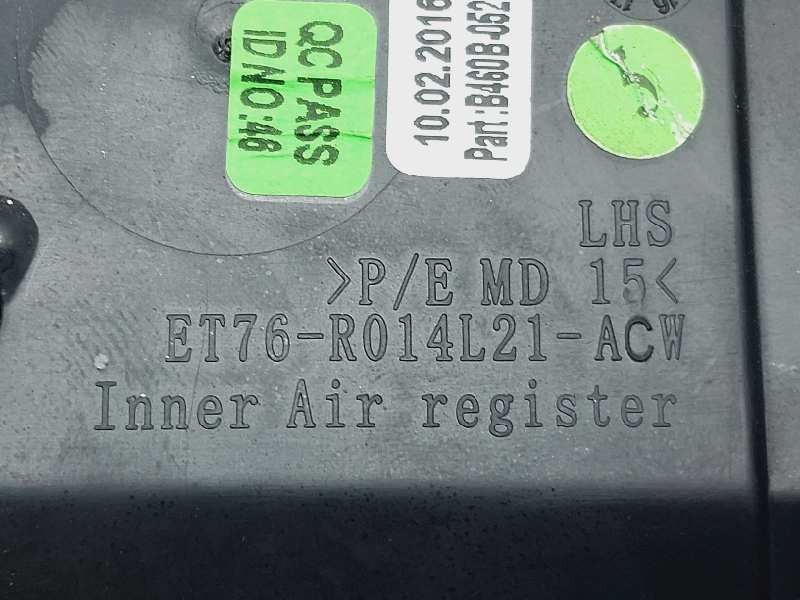 QC PASS
ID NO:46
10.02.2016
Part:B460B-052
LHS
>P/E MD 15<
ET76-R014L21-ACW
Inner Air register